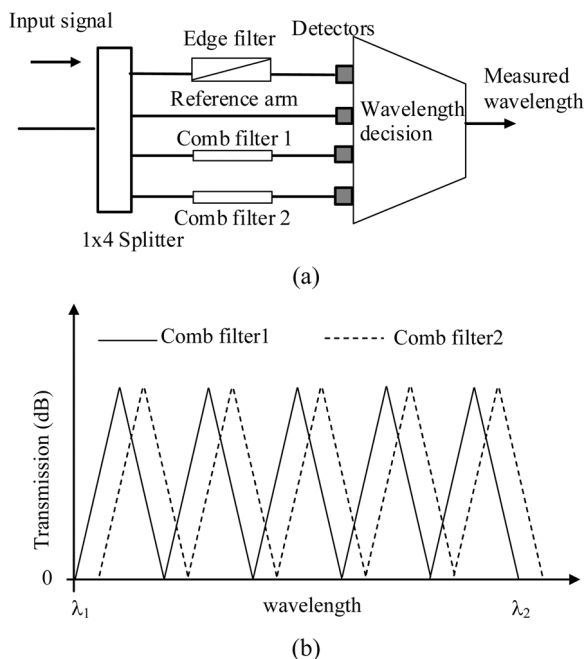 Input signal
Edge filter
Detectors
Reference arm
Comb filter 1
Comb filter 2
1x4 Splitter
Wavelength
decision
Measured
wavelength
(a)
Transmission (dB)
Comb filter1
Comb filter2
0
λ1
wavelength
λ2
(b)